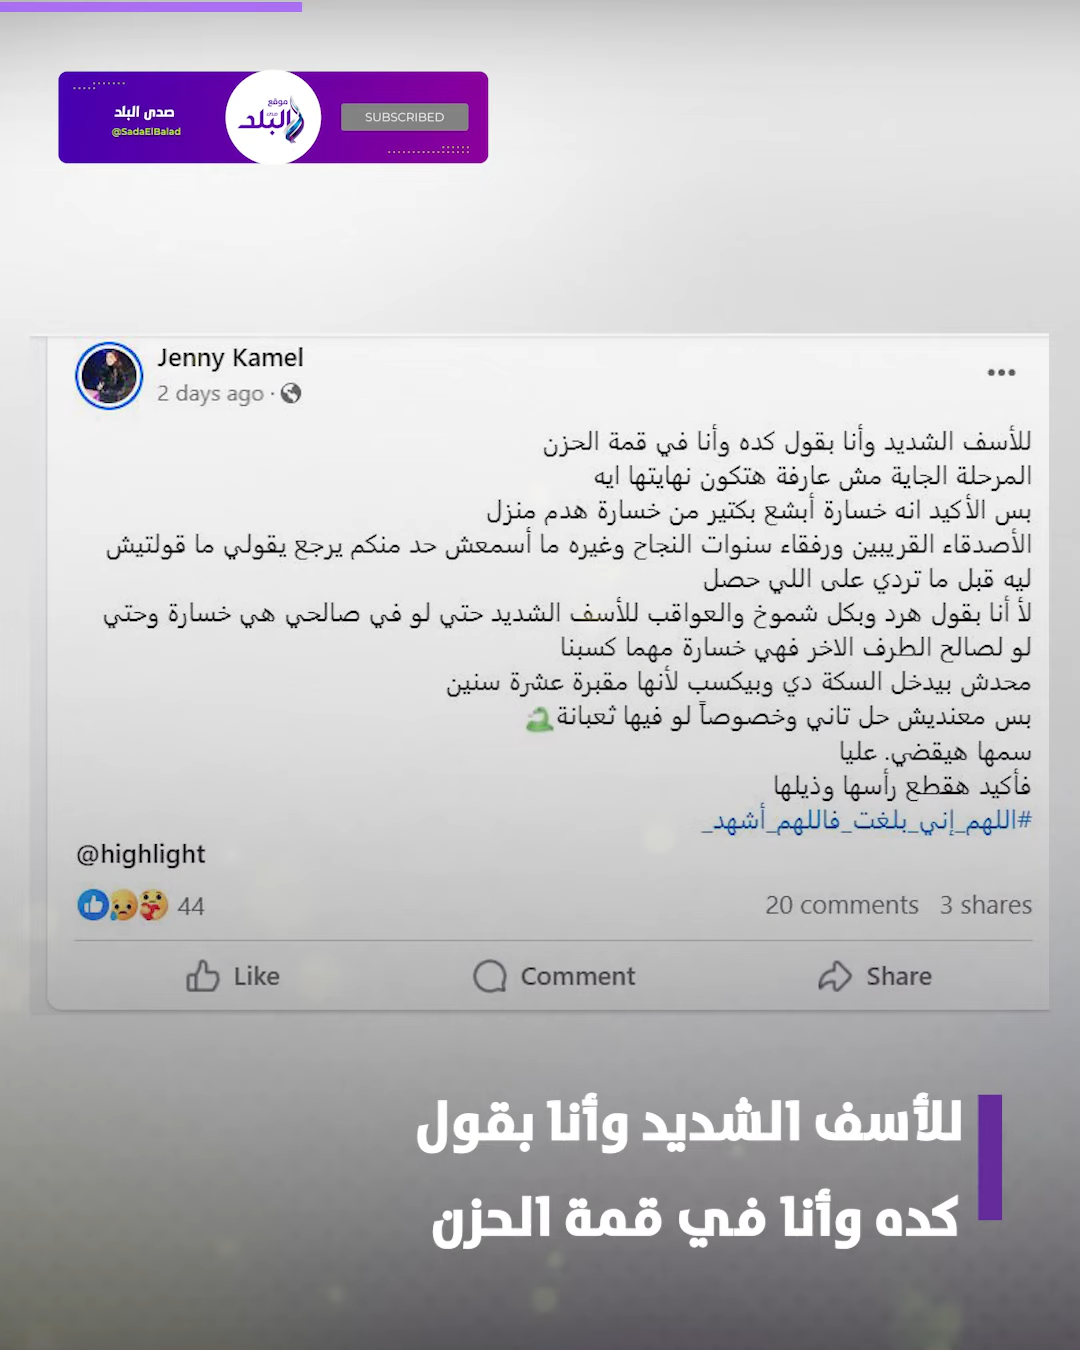 صدى البلد
@SadaElBalad
موقع
صدى
البلد
SUBSCRIBED
Jenny Kamel
2 days ago ·
للأسف الشديد وأنا بقول كده وأنا في قمة الحزن
المرحلة الجاية مش عارفة هتكون نهايتها ايه
بس الأكيد انه خسارة أبشع بكتير من خسارة هدم منزل
الأصدقاء القريبين ورفقاء سنوات النجاح وغيره ما أسمعش حد منكم يرجع يقولي ما قولتيش
ليه قبل ما تردي على اللي حصل
لأ أنا بقول هرد وبكل شموخ والعواقب للأسف الشديد حتي لو في صالحي هي خسارة وحتي
لو لصالح الطرف الاخر فهي خسارة مهما كسبنا
محدش بيدخل السكة دي وبيكسب لأنها مقبرة عشرة سنين
بس معنديش حل تاني وخصوصاً لو فيها ثعبانة🐍
سمها هيقضي. عليا
فأكيد هقطع رأسها وذيلها
#اللهم_إني_بلغت_فاللهم_أشهد_
@highlight
44
20 comments 3 shares
Like Comment Share
للأسف الشديد وأنا بقول
كده وأنا في قمة الحزن